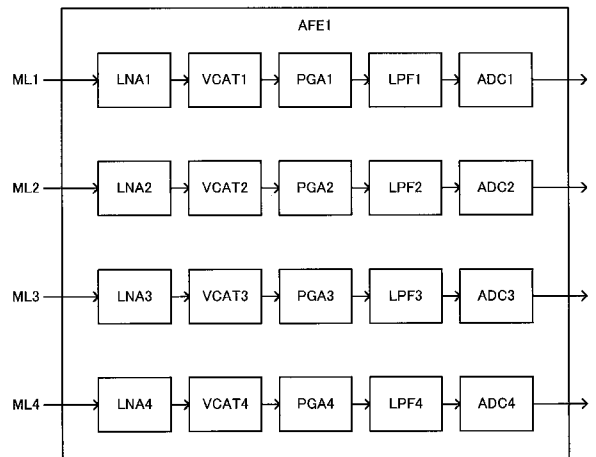 AFE1
ML1 LNA1 VCAT1 PGA1 LPF1 ADC1
ML2 LNA2 VCAT2 PGA2 LPF2 ADC2
ML3 LNA3 VCAT3 PGA3 LPF3 ADC3
ML4 LNA4 VCAT4 PGA4 LPF4 ADC4